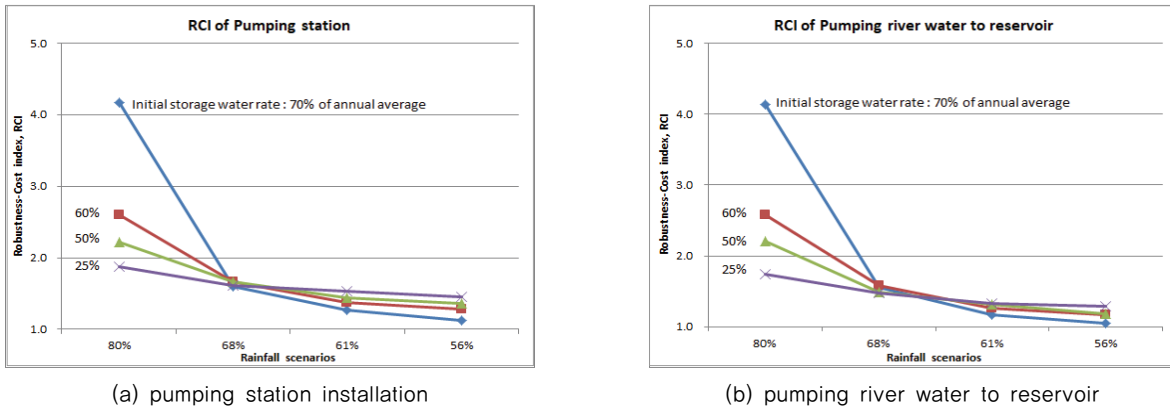 RCI of Pumping station
5.0
4.0
3.0
2.0
1.0
Robustness-Cost index, RCI
Initial storage water rate : 70% of annual average
60%
50%
25%
80%
68%
61%
56%
Rainfall scenarios
(a) pumping station installation
RCI of Pumping river water to reservoir
5.0
4.0
3.0
2.0
1.0
Robustness-Cost index, RCI
Initial storage water rate : 70% of annual average
60%
50%
25%
80%
68%
61%
56%
Rainfall scenarios
(b) pumping river water to reservoir